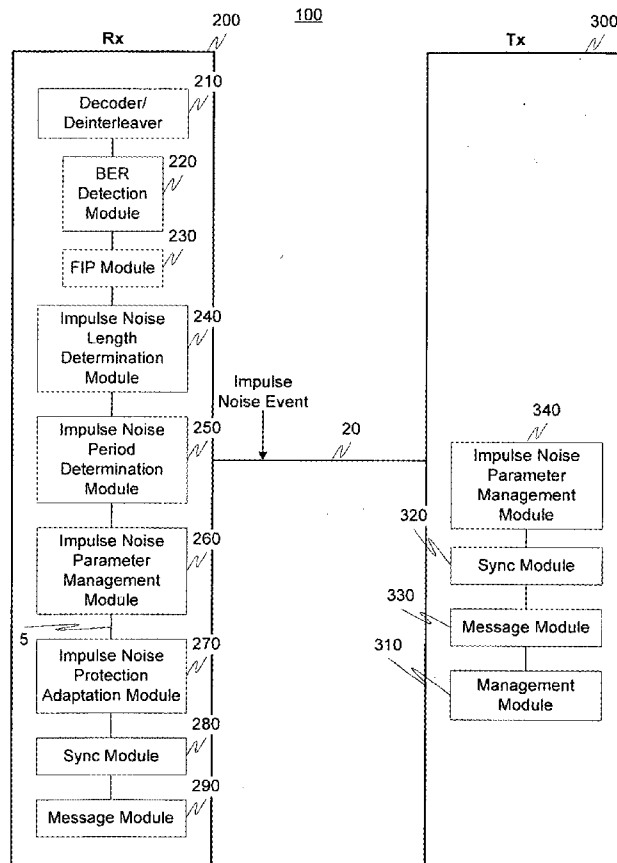 100
200
Rx
300
Tx
210
Decoder/
Deinterleaver
220
BER
Detection
Module
230
FIP Module
240
Impulse Noise
Length
Determination
Module
Impulse
Noise Event
20
250
Impulse Noise
Period
Determination
Module
340
Impulse Noise
Parameter
Management
Module
260
Impulse Noise
Parameter
Management
Module
320
Sync Module
5
330
Message Module
270
Impulse Noise
Protection
Adaptation Module
310
Management
Module
280
Sync Module
290
Message Module